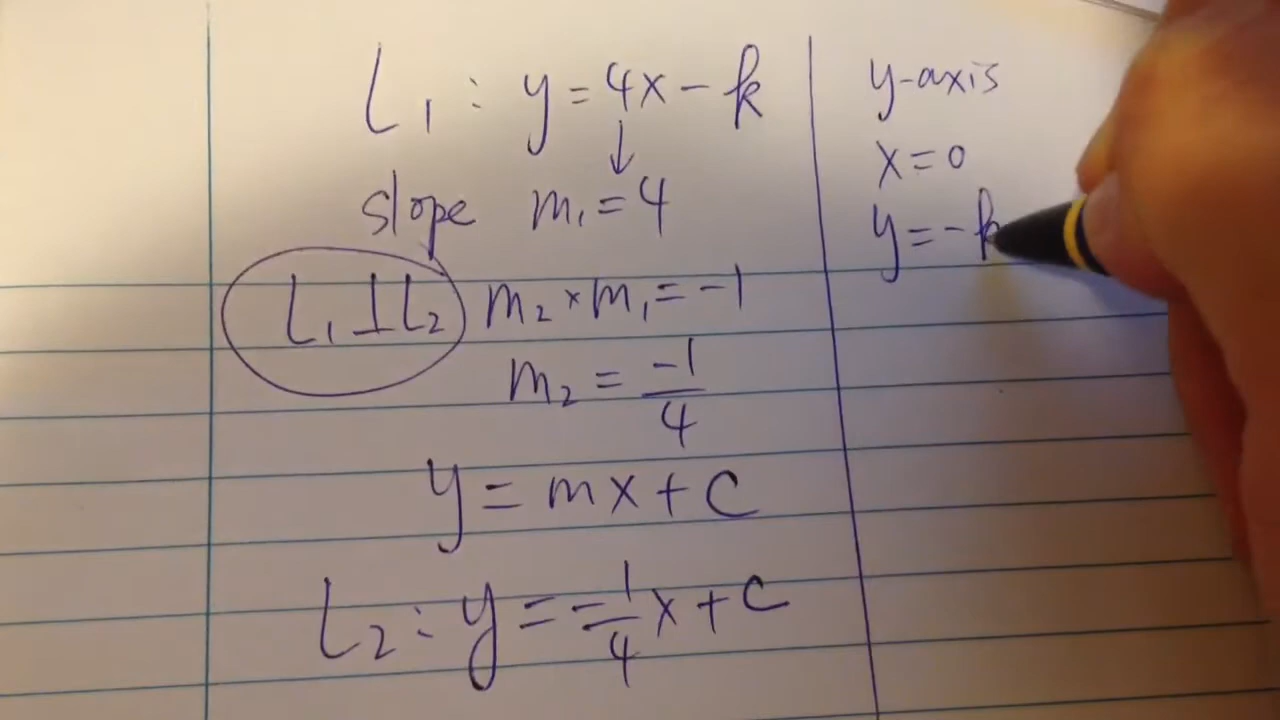 L₁ : y = 4x - k
↓
slope m₁ = 4
L₁ ⊥ L₂ m₂ × m₁ = -1
m₂ = -1/4
y = mx + c
L₂ : y = -1/4 x + c
y-axis
x = 0
y = -k